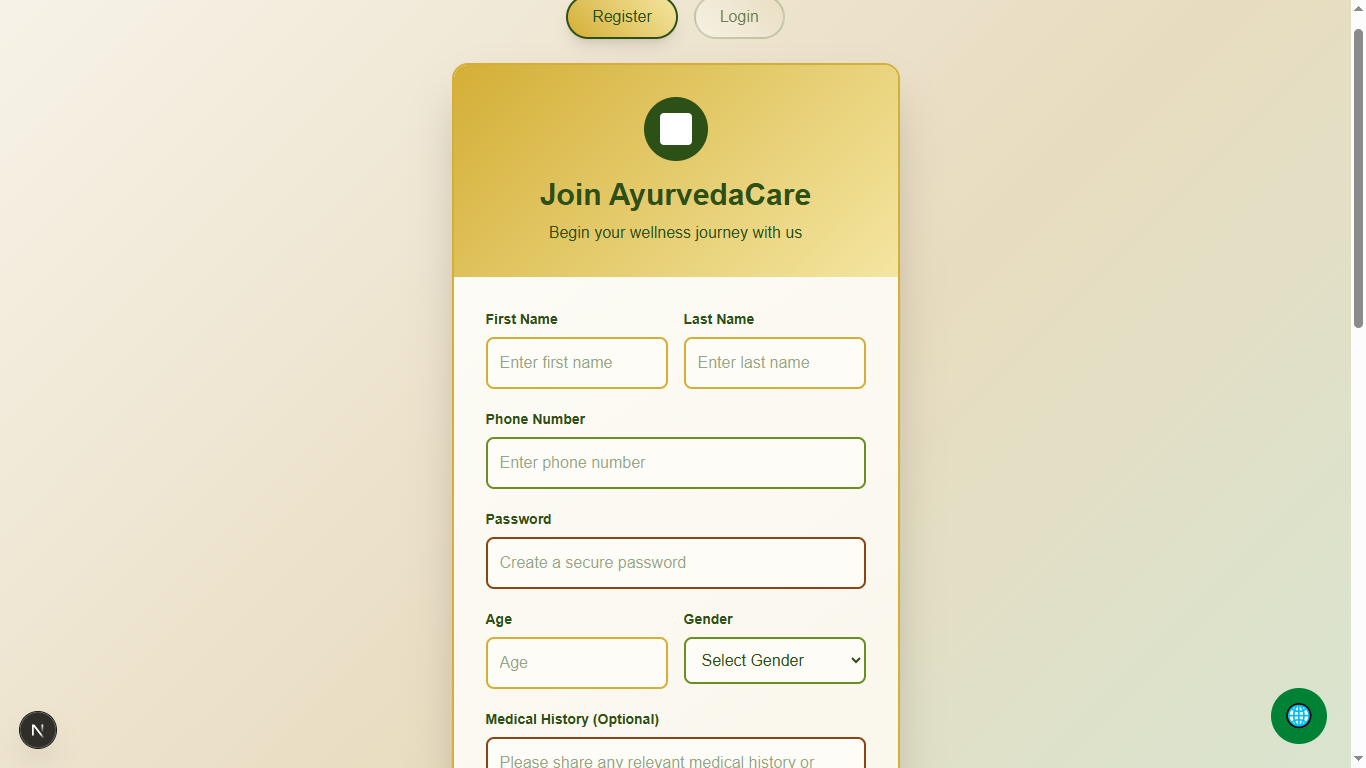 Register
Login
Join AyurvedaCare
Begin your wellness journey with us
First Name
Last Name
Enter first name
Enter last name
Phone Number
Enter phone number
Password
Create a secure password
Age
Gender
Age
Select Gender
Medical History (Optional)
Please share any relevant medical history or
N